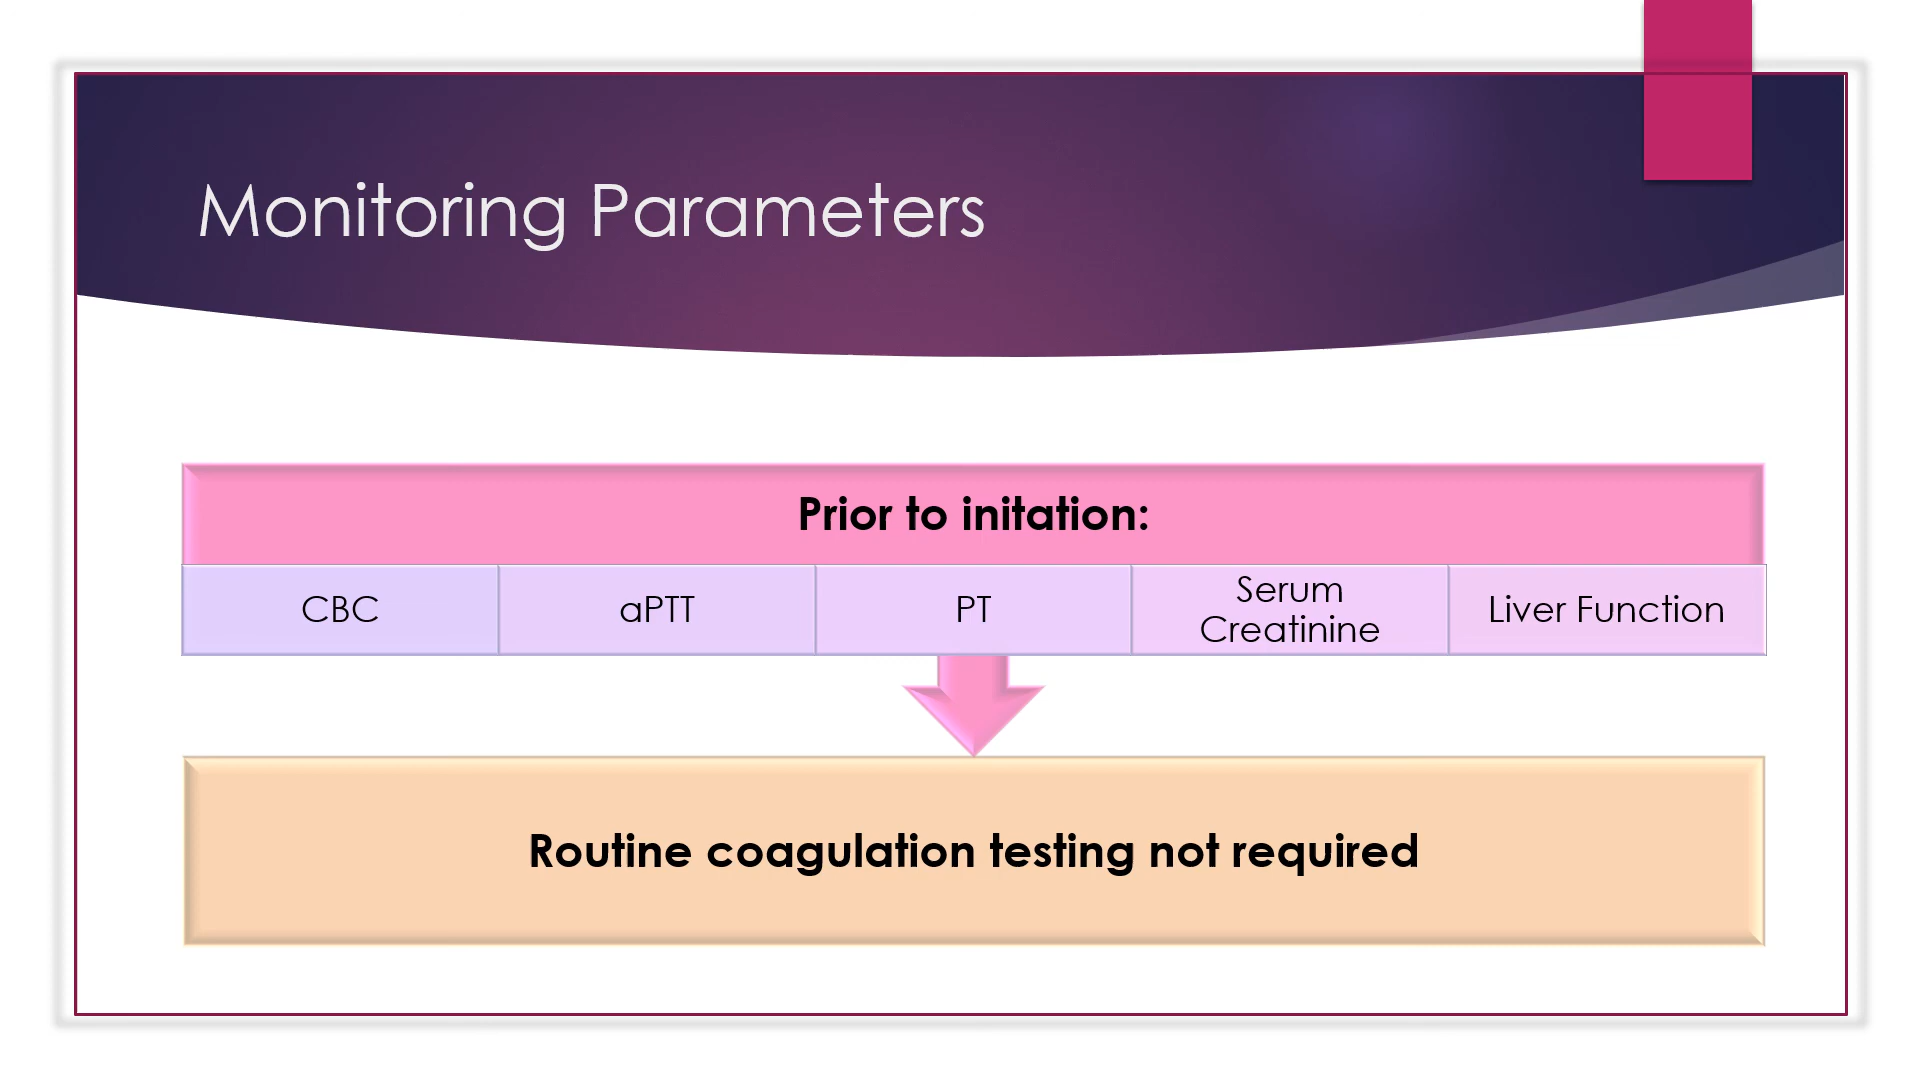 Monitoring Parameters
Prior to initation:
CBC
aPTT
PT
Serum
Creatinine
Liver Function
Routine coagulation testing not required